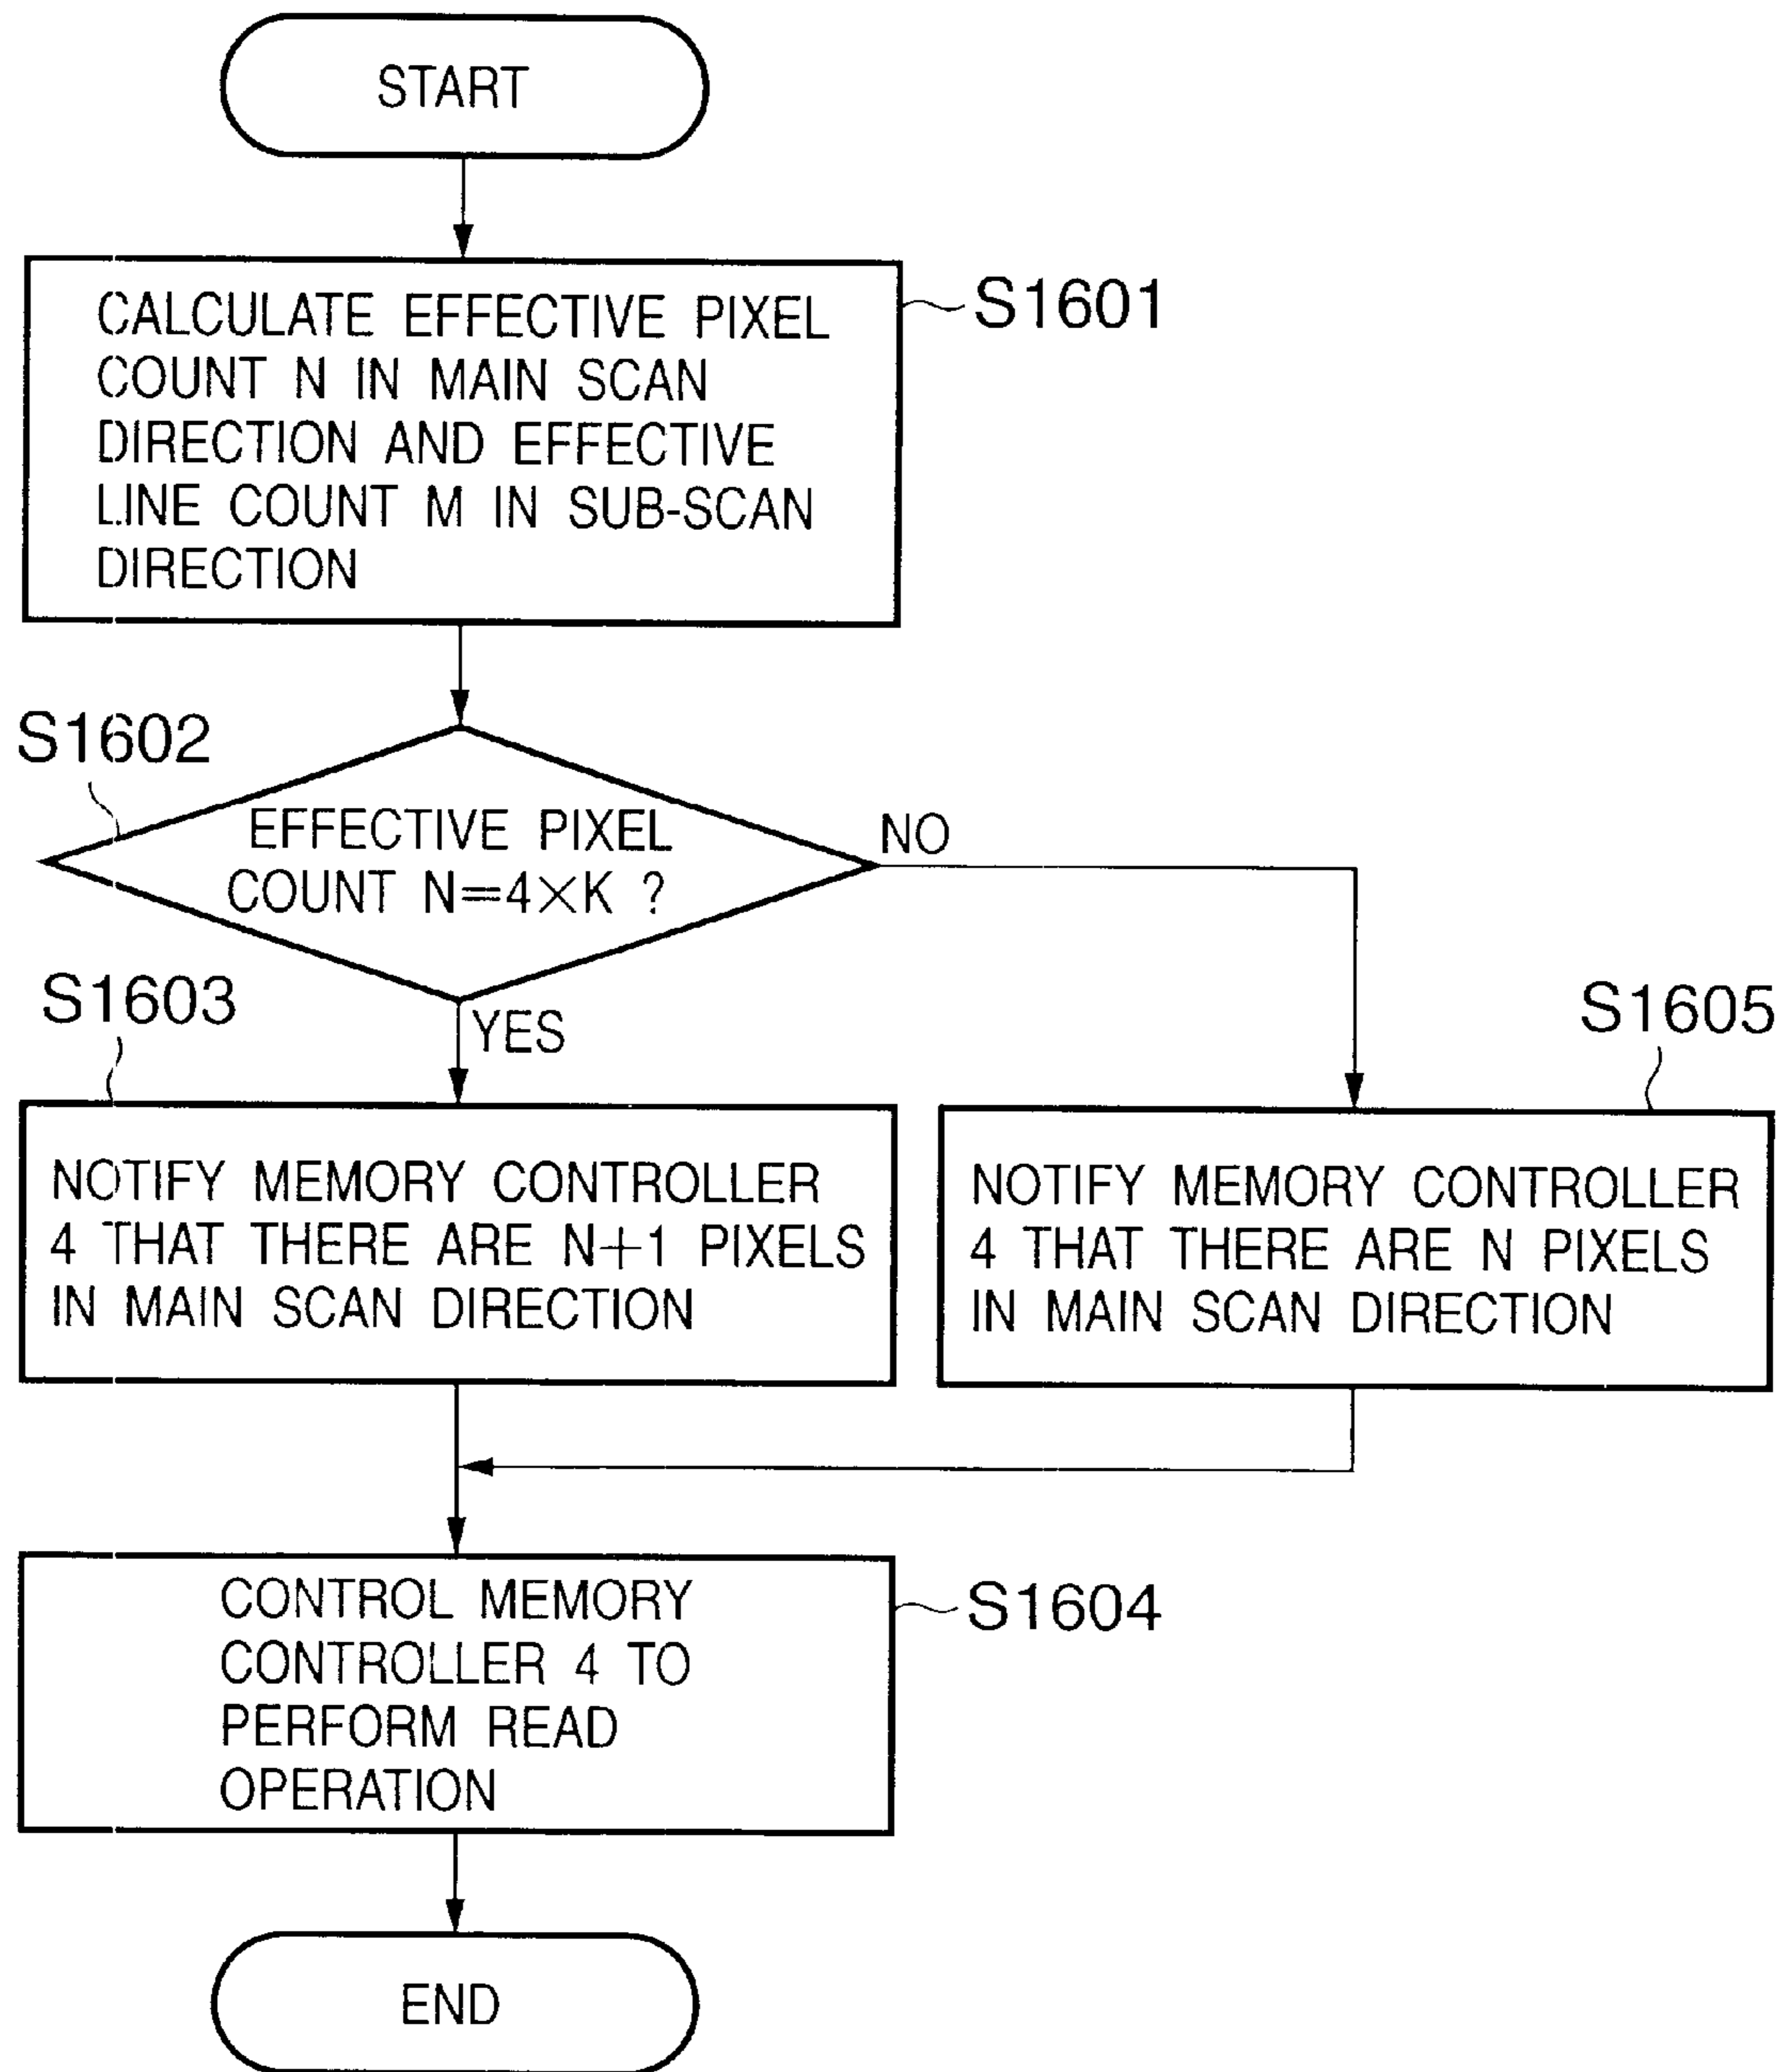 START
CALCULATE EFFECTIVE PIXEL
COUNT N IN MAIN SCAN
DIRECTION AND EFFECTIVE
LINE COUNT M IN SUB-SCAN
DIRECTION
S1601
S1602
EFFECTIVE PIXEL
COUNT N=4×K ?
NO
YES
S1603
NOTIFY MEMORY CONTROLLER
4 THAT THERE ARE N+1 PIXELS
IN MAIN SCAN DIRECTION
S1605
NOTIFY MEMORY CONTROLLER
4 THAT THERE ARE N PIXELS
IN MAIN SCAN DIRECTION
CONTROL MEMORY
CONTROLLER 4 TO
PERFORM READ
OPERATION
S1604
END